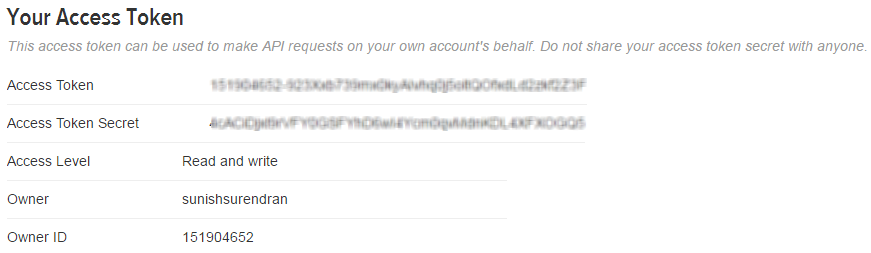 Your Access Token
This access token can be used to make API requests on your own account's behalf. Do not share your access token secret with anyone.
Access Token
Access Token Secret
Access Level Read and write
Owner sunishsurendran
Owner ID 151904652